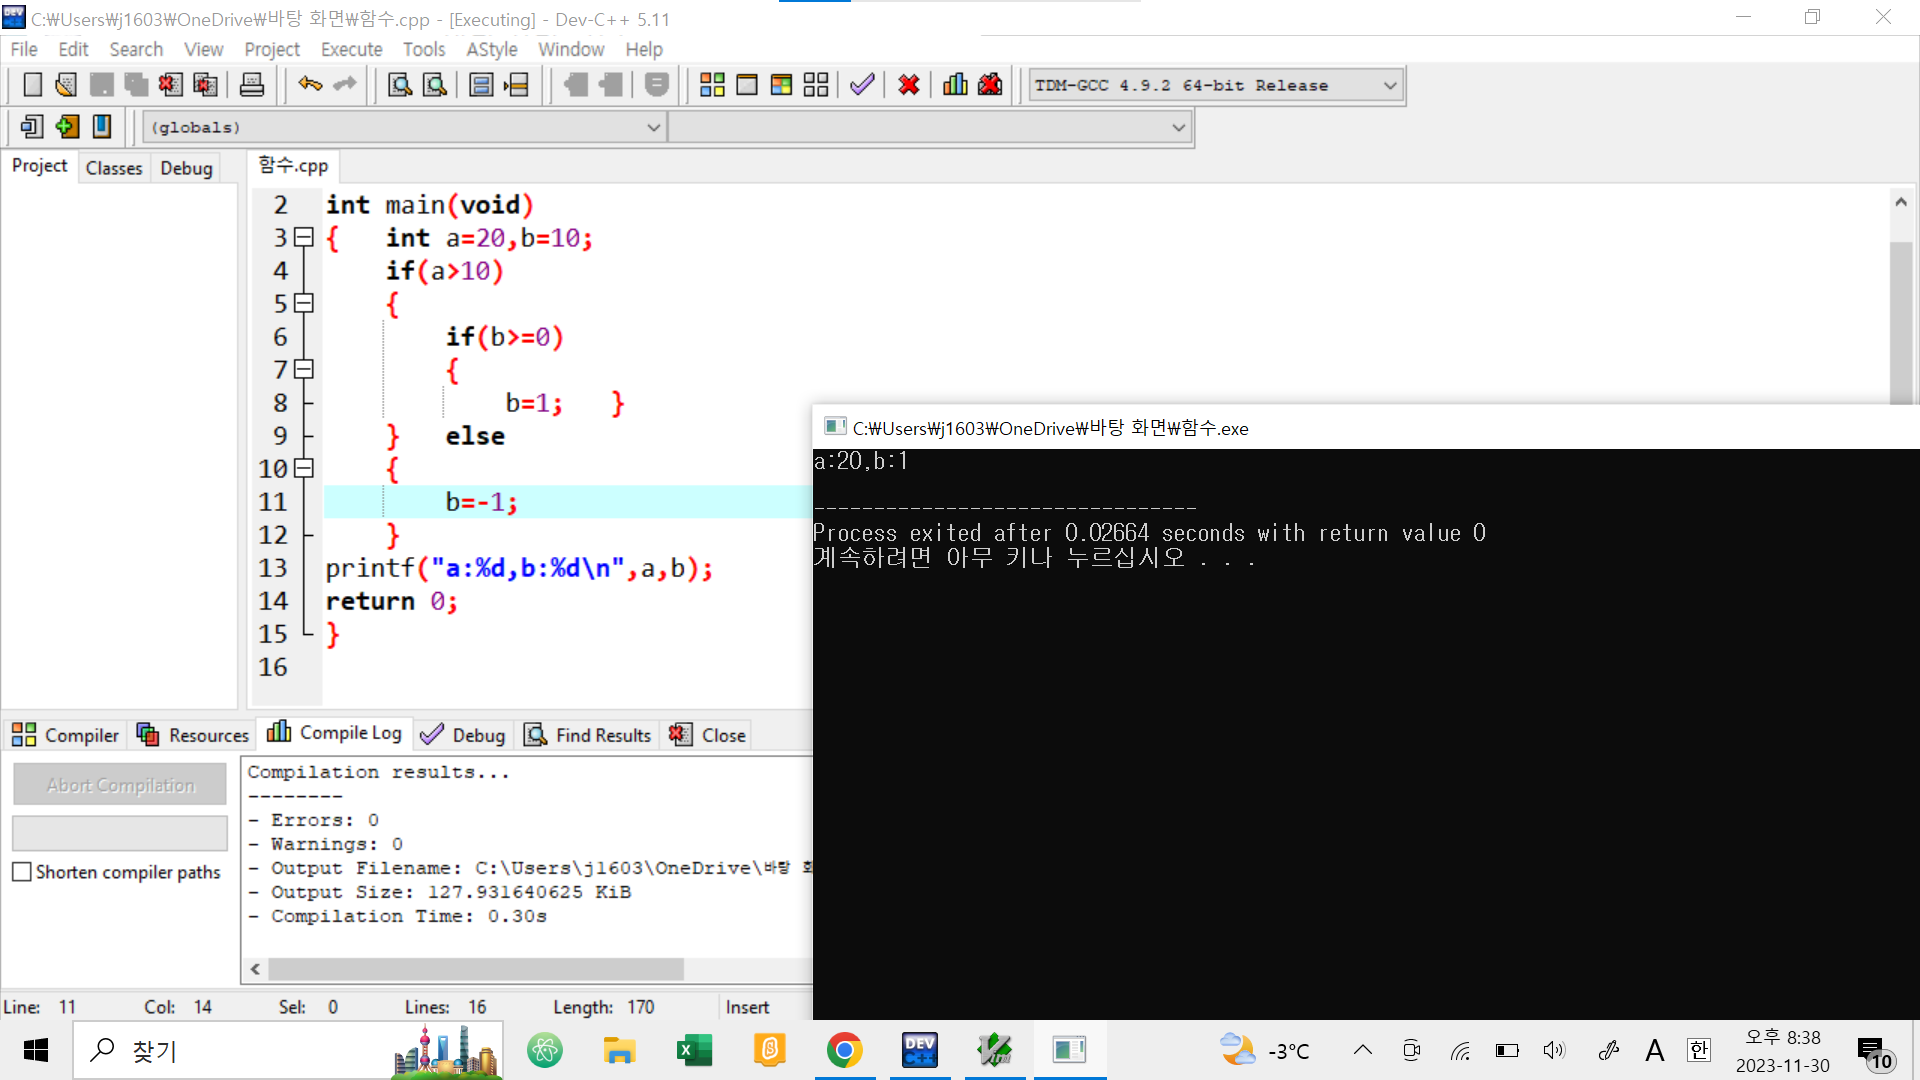 C:₩Users₩j1603₩OneDrive₩바탕 화면₩함수.cpp - [Executing] - Dev-C++ 5.11
File Edit Search View Project Execute Tools AStyle Window Help
TDM-GCC 4.9.2 64-bit Release
(globals)
Project Classes Debug
함수.cpp
2 int main(void)
3 { int a=20,b=10;
4 if(a>10)
5 {
6 if(b>=0)
7 {
8 b=1; }
9 } else
10 {
11 b=-1;
12 }
13 printf("a:%d,b:%d\n",a,b);
14 return 0;
15 }
16
C:₩Users₩j1603₩OneDrive₩바탕 화면₩함수.exe
a:20,b:1
--------------------------------
Process exited after 0.02664 seconds with return value 0
계속하려면 아무 키나 누르십시오 . . .
Compiler Resources Compile Log Debug Find Results Close
Abort Compilation
Shorten compiler paths
Compilation results...
--------
- Errors: 0
- Warnings: 0
- Output Filename: C:\Users\j1603\OneDrive\바탕
- Output Size: 127.931640625 KiB
- Compilation Time: 0.30s
Line: 11 Col: 14 Sel: 0 Lines: 16 Length: 170 Insert
찾기
DEV C++
-3°C
A
한
오후 8:38
2023-11-30
10